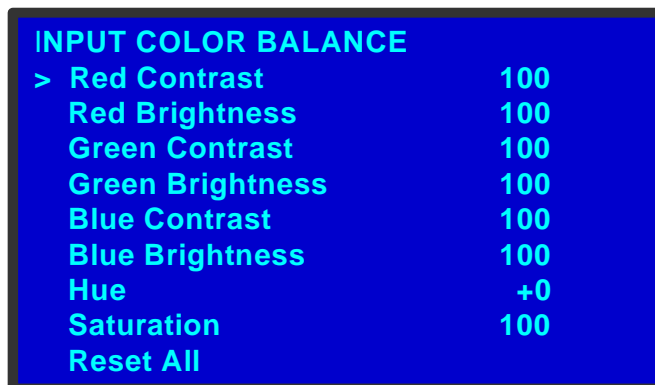 INPUT COLOR BALANCE
> Red Contrast 100
Red Brightness 100
Green Contrast 100
Green Brightness 100
Blue Contrast 100
Blue Brightness 100
Hue +0
Saturation 100
Reset All